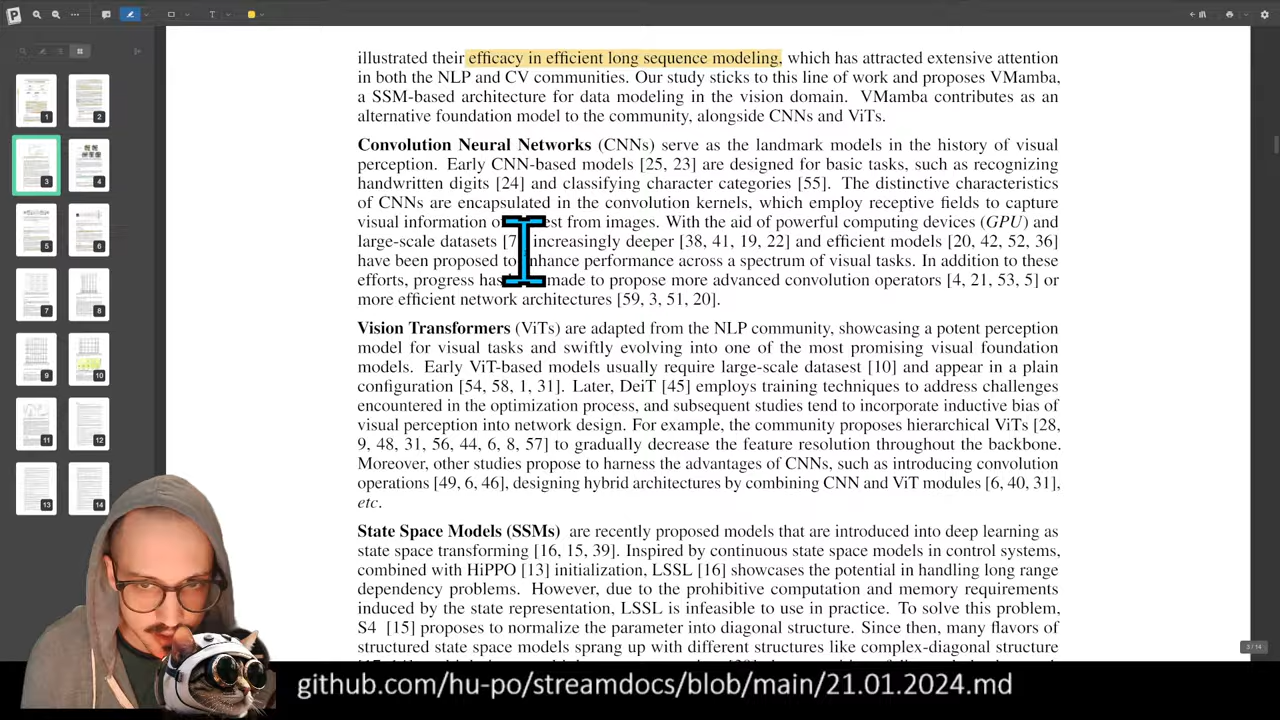 illustrated their efficacy in efficient long sequence modeling, which has attracted extensive attention
in both the NLP and CV communities. Our study sticks to this line of work and proposes VMamba,
a SSM-based architecture for data modeling in the vision domain. VMamba contributes as an
alternative foundation model to the community, alongside CNNs and ViTs.
Convolution Neural Networks (CNNs) serve as the landmark models in the history of visual
perception. Early CNN-based models [25, 23] are designed for basic tasks, such as recognizing
handwritten digits [24] and classifying character categories [55]. The distinctive characteristics
of CNNs are encapsulated in the convolution kernels, which employ receptive fields to capture
visual information of from images. With the aid of powerful computing devices (GPU) and
large-scale datasets [7 increasingly deeper [38, 41, 19, 22] and efficient models [20, 42, 52, 36]
have been proposed to enhance performance across a spectrum of visual tasks. In addition to these
efforts, progress made to propose more advanced convolution operators [4, 21, 53, 5] or
more efficient network architectures [59, 3, 51, 20].
Vision Transformers (ViTs) are adapted from the NLP community, showcasing a potent perception
model for visual tasks and swiftly evolving into one of the most promising visual foundation
models. Early ViT-based models usually require large-scale datasest [10] and appear in a plain
configuration [54, 58, 1, 31]. Later, DeiT [45] employs training techniques to address challenges
encountered in the optimization process, and subsequent studies tend to incorporate inductive bias of
visual perception into network design. For example, the community proposes hierarchical ViTs [28,
9, 48, 31, 56, 44, 6, 8, 57] to gradually decrease the feature resolution throughout the backbone.
Moreover, other studies propose to harness the advantages of CNNs, such as introducing convolution
operations [49, 6, 46], designing hybrid architectures by combining CNN and ViT modules [6, 40, 31],
etc.
State Space Models (SSMs) are recently proposed models that are introduced into deep learning as
state space transforming [16, 15, 39]. Inspired by continuous state space models in control systems,
combined with HiPPO [13] initialization, LSSL [16] showcases the potential in handling long range
dependency problems. However, due to the prohibitive computation and memory requirements
induced by the state representation, LSSL is infeasible to use in practice. To solve this problem,
S4 [15] proposes to normalize the parameter into diagonal structure. Since then, many flavors of
structured state space models sprang up with different structures like complex-diagonal structure
1
2
3
4
5
6
7
8
9
10
11
12
13
14
3 / 14
github.com/hu-po/streamdocs/blob/main/21.01.2024.md